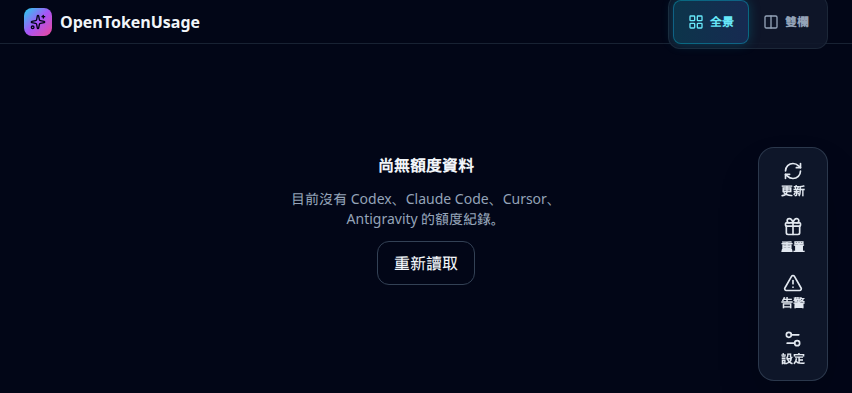 OpenTokenUsage
全景
雙欄
尚無額度資料
目前沒有 Codex、Claude Code、Cursor、
Antigravity 的額度紀錄。
重新讀取
更新
重置
告警
設定